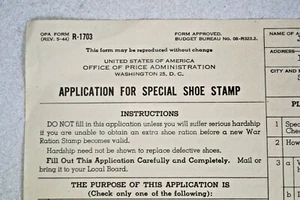 OPA FORM R-1703
(REV. 5-44)
FORM APPROVED.
BUDGET BUREAU No. 08-R523.2.
This form may be reproduced without change
UNITED STATES OF AMERICA
OFFICE OF PRICE ADMINISTRATION
WASHINGTON 25, D. C.
APPLICATION FOR SPECIAL SHOE STAMP
INSTRUCTIONS
DO NOT fill in this application unless you will suffer serious hardship
if you are unable to obtain an extra shoe ration before a new War
Ration Stamp becomes valid.
Hardship need not be shown to replace defective shoes.
Fill Out This Application Carefully and Completely. Mail or
bring it to your Local Board.
THE PURPOSE OF THIS APPLICATION IS
(Check only one of the following):
1
2
How
3
a